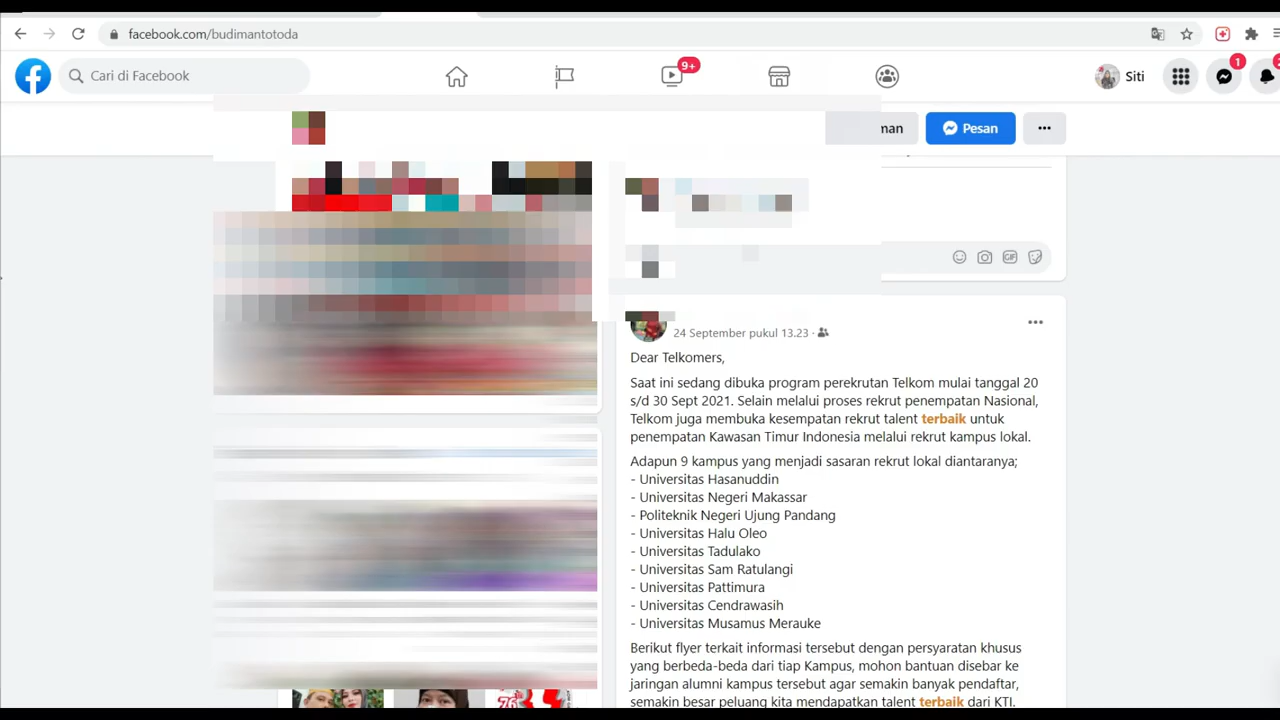 facebook.com/budimantotoda
Cari di Facebook
9+
Siti
1
man
Pesan
24 September pukul 13.23 ·
Dear Telkomers,
Saat ini sedang dibuka program perekrutan Telkom mulai tanggal 20
s/d 30 Sept 2021. Selain melalui proses rekrut penempatan Nasional,
Telkom juga membuka kesempatan rekrut talent terbaik untuk
penempatan Kawasan Timur Indonesia melalui rekrut kampus lokal.
Adapun 9 kampus yang menjadi sasaran rekrut lokal diantaranya;
- Universitas Hasanuddin
- Universitas Negeri Makassar
- Politeknik Negeri Ujung Pandang
- Universitas Halu Oleo
- Universitas Tadulako
- Universitas Sam Ratulangi
- Universitas Pattimura
- Universitas Cendrawasih
- Universitas Musamus Merauke
Berikut flyer terkait informasi tersebut dengan persyaratan khusus
yang berbeda-beda dari tiap Kampus, mohon bantuan disebar ke
jaringan alumni kampus tersebut agar semakin banyak pendaftar,
semakin besar peluang kita mendapatkan talent terbaik dari KTI.
GIF
76